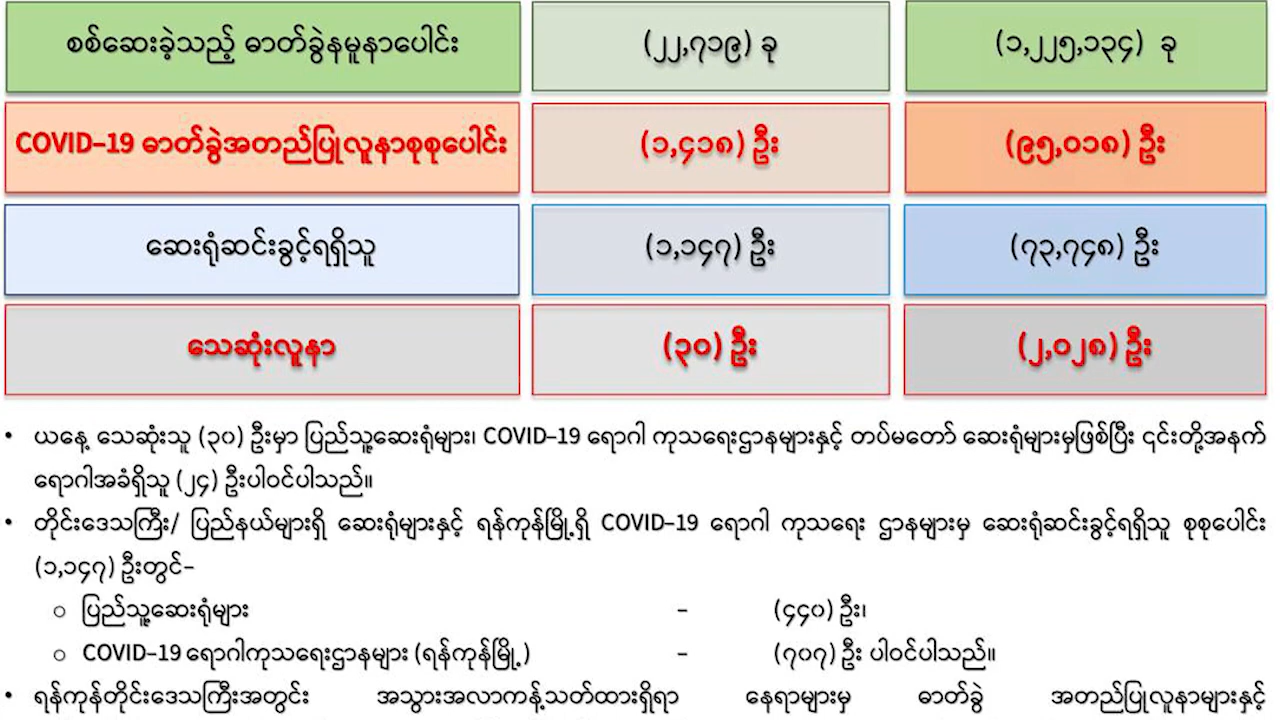 စစ်ဆေးခဲ့သည့် ဓာတ်ခွဲနမူနာပေါင်း (၂၂,၇၁၉) ခု (၁,၂၂၅,၁၃၄) ခု
COVID-19 ဓာတ်ခွဲအတည်ပြုလူနာစုစုပေါင်း (၁,၄၁၈) ဦး (၉၅,၀၁၈) ဦး
ဆေးရုံဆင်းခွင့်ရရှိသူ (၁,၁၄၇) ဦး (၇၃,၇၄၈) ဦး
သေဆုံးလူနာ (၃၀) ဦး (၂,၀၂၈) ဦး
• ယနေ့ သေဆုံးသူ (၃၀) ဦးမှာ ပြည်သူ့ဆေးရုံများ၊ COVID-19 ရောဂါ ကုသရေးဌာနများနှင့် တပ်မတော် ဆေးရုံများမှဖြစ်ပြီး ၎င်းတို့အနက်
ရောဂါအခံရှိသူ (၂၄) ဦးပါဝင်ပါသည်။
• တိုင်းဒေသကြီး/ ပြည်နယ်များရှိ ဆေးရုံများနှင့် ရန်ကုန်မြို့ရှိ COVID-19 ရောဂါ ကုသရေး ဌာနများမှ ဆေးရုံဆင်းခွင့်ရရှိသူ စုစုပေါင်း
(၁,၁၄၇) ဦးတွင်-
o ပြည်သူ့ဆေးရုံများ - (၄၄၀) ဦး၊
o COVID-19 ရောဂါကုသရေးဌာနများ (ရန်ကုန်မြို့) - (၇၀၇) ဦး ပါဝင်ပါသည်။
• ရန်ကုန်တိုင်းဒေသကြီးအတွင်း အသွားအလာကန့်သတ်ထားရှိရာ နေရာများမှ ဓာတ်ခွဲ အတည်ပြုလူနာများနှင့်